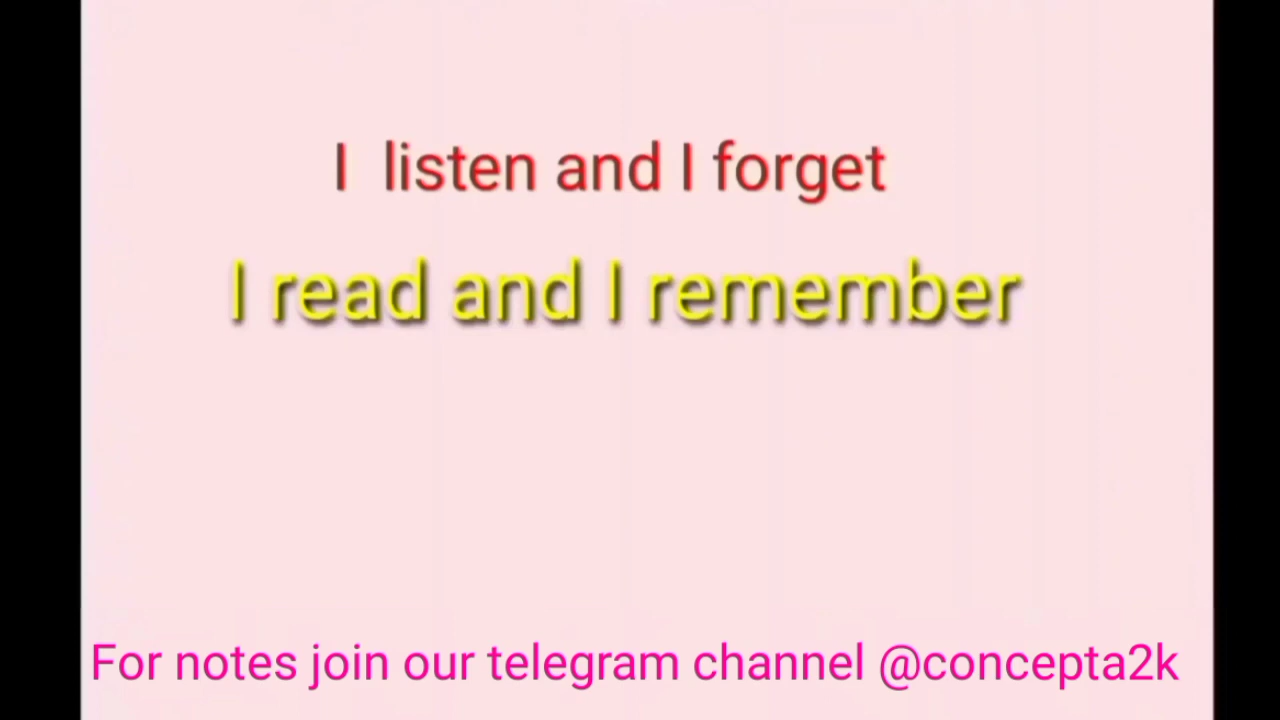 I listen and I forget
I read and I remember
For notes join our telegram channel @concepta2k